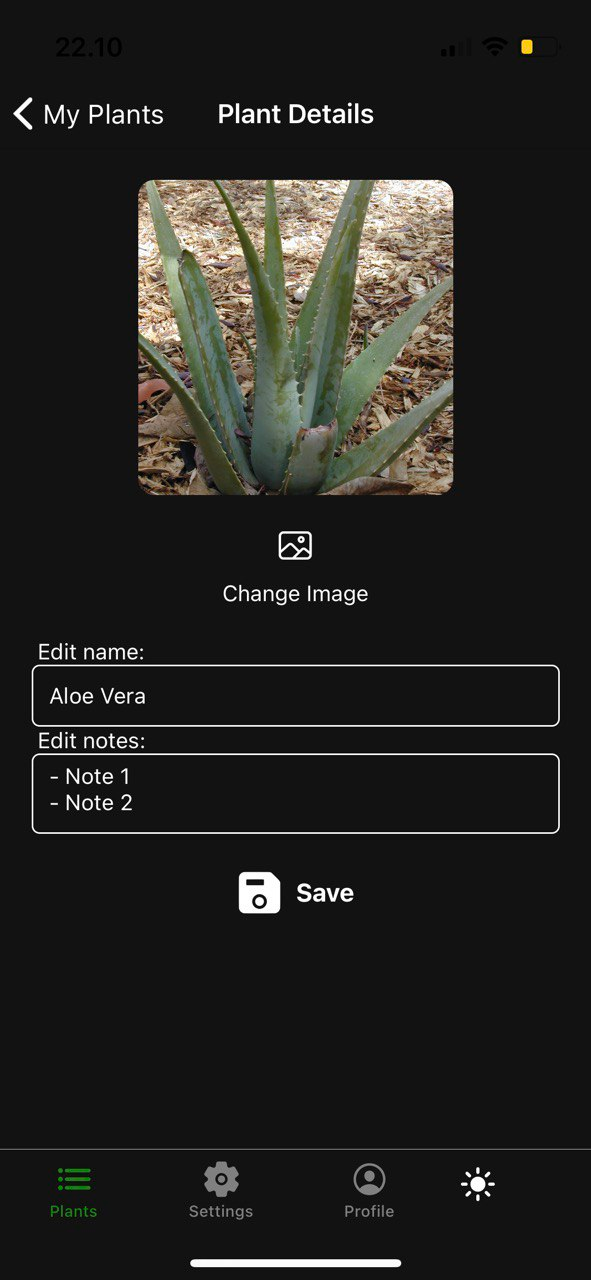 22.10
My Plants
Plant Details
Change Image
Edit name:
Aloe Vera
Edit notes:
- Note 1
- Note 2
Save
Plants
Settings
Profile